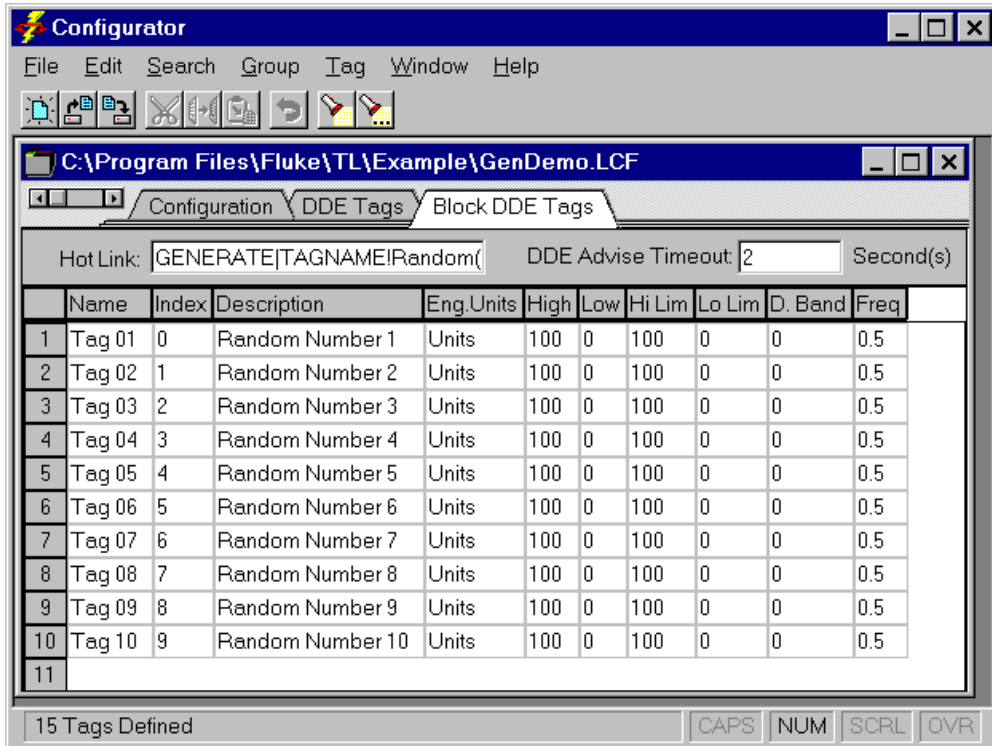 Configurator
File Edit Search Group Tag Window Help
C:\Program Files\Fluke\TL\Example\GenDemo.LCF
Configuration DDE Tags Block DDE Tags
Hot Link: GENERATE|TAGNAME!Random( DDE Advise Timeout: 2 Second(s)
Name Index Description Eng.Units High Low Hi Lim Lo Lim D. Band Freq
1 Tag 01 0 Random Number 1 Units 100 0 100 0 0 0.5
2 Tag 02 1 Random Number 2 Units 100 0 100 0 0 0.5
3 Tag 03 2 Random Number 3 Units 100 0 100 0 0 0.5
4 Tag 04 3 Random Number 4 Units 100 0 100 0 0 0.5
5 Tag 05 4 Random Number 5 Units 100 0 100 0 0 0.5
6 Tag 06 5 Random Number 6 Units 100 0 100 0 0 0.5
7 Tag 07 6 Random Number 7 Units 100 0 100 0 0 0.5
8 Tag 08 7 Random Number 8 Units 100 0 100 0 0 0.5
9 Tag 09 8 Random Number 9 Units 100 0 100 0 0 0.5
10 Tag 10 9 Random Number 10 Units 100 0 100 0 0 0.5
11
15 Tags Defined CAPS NUM SCRL OVR